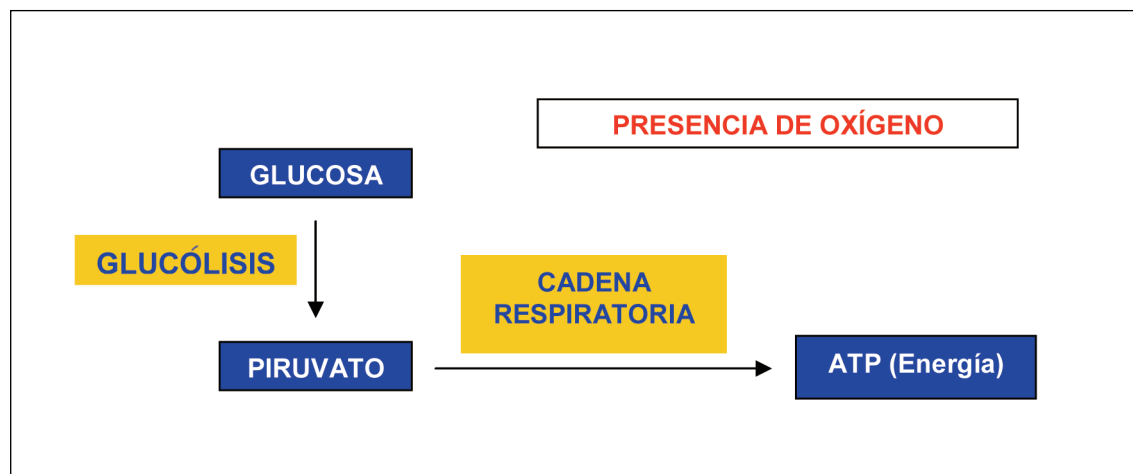 PRESENCIA DE OXÍGENO
GLUCOSA
GLUCÓLISIS
CADENA
RESPIRATORIA
PIRUVATO
ATP (Energía)